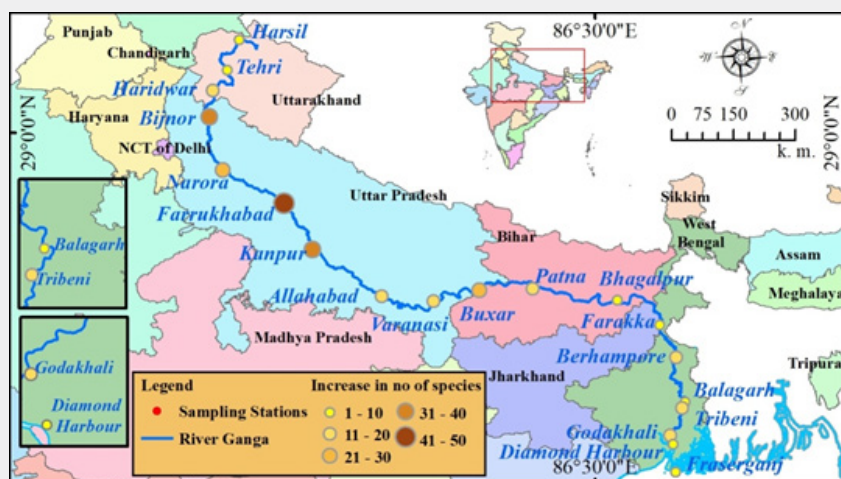 86°30'0"E
Punjab
Harsil
Chandigarh
Tehri
Haridwar
Uttarakhand
Haryana
Bijnor
29°0'0"N
29°0'0"N
N
W
E
S
0 75 150 300
k. m.
NCT of Delhi
Narora
Uttar Pradesh
Farrukhabad
Sikkim
West
Bengal
Bihar
Assam
Balagarh
Tribeni
Kunpur
Patna
Bhagalpur
Meghalaya
Allahabad
Varanasi
Buxar
Farakka
Madhya Pradesh
Berhampore
Tripura
Godakhali
Jharkhand
Diamond
Harbour
Balagarh
Tribeni
Godakhali
Diamond Harbour
Fraserganj
Legend
Sampling Stations
River Ganga
Increase in no of species
1 - 10
11 - 20
21 - 30
31 - 40
41 - 50
86°30'0"E